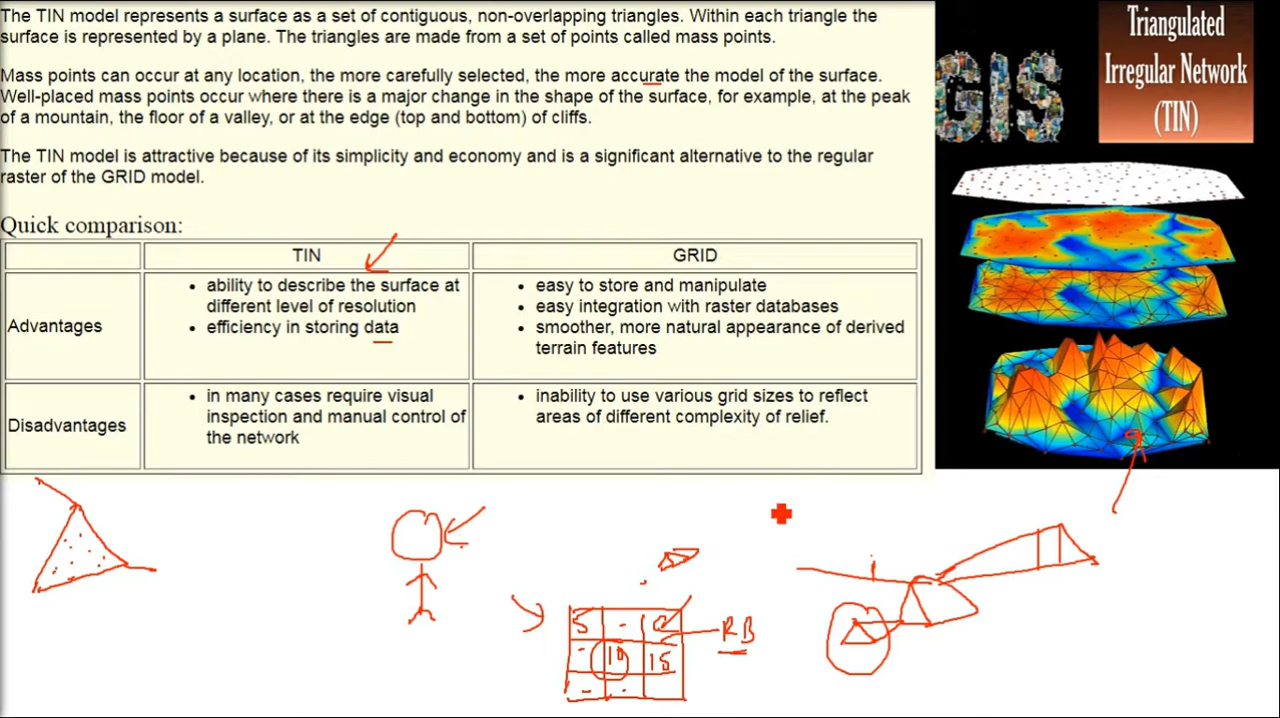 The TIN model represents a surface as a set of contiguous, non-overlapping triangles. Within each triangle the
surface is represented by a plane. The triangles are made from a set of points called mass points.
Mass points can occur at any location, the more carefully selected, the more accurate the model of the surface.
Well-placed mass points occur where there is a major change in the shape of the surface, for example, at the peak
of a mountain, the floor of a valley, or at the edge (top and bottom) of cliffs.
The TIN model is attractive because of its simplicity and economy and is a significant alternative to the regular
raster of the GRID model.
Quick comparison:
TIN
GRID
Advantages
• ability to describe the surface at
different level of resolution
• efficiency in storing data
• easy to store and manipulate
• easy integration with raster databases
• smoother, more natural appearance of derived
terrain features
Disadvantages
• in many cases require visual
inspection and manual control of
the network
• inability to use various grid sizes to reflect
areas of different complexity of relief.
GIS
Triangulated
Irregular Network
(TIN)
5
10 15
RB